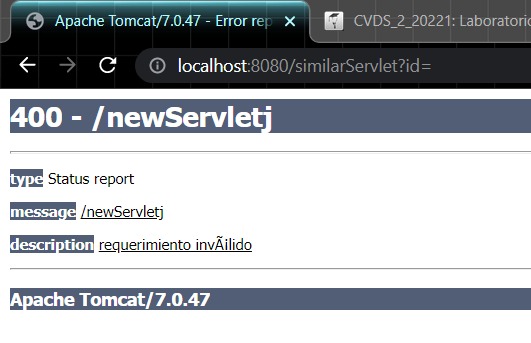 Apache Tomcat/7.0.47 - Error rep
CVDS_2_20221: Laboratorio
localhost:8080/similarServlet?id=
400 - /newServletj
type Status report
message /newServletj
description requerimiento invÃ¡lido
Apache Tomcat/7.0.47